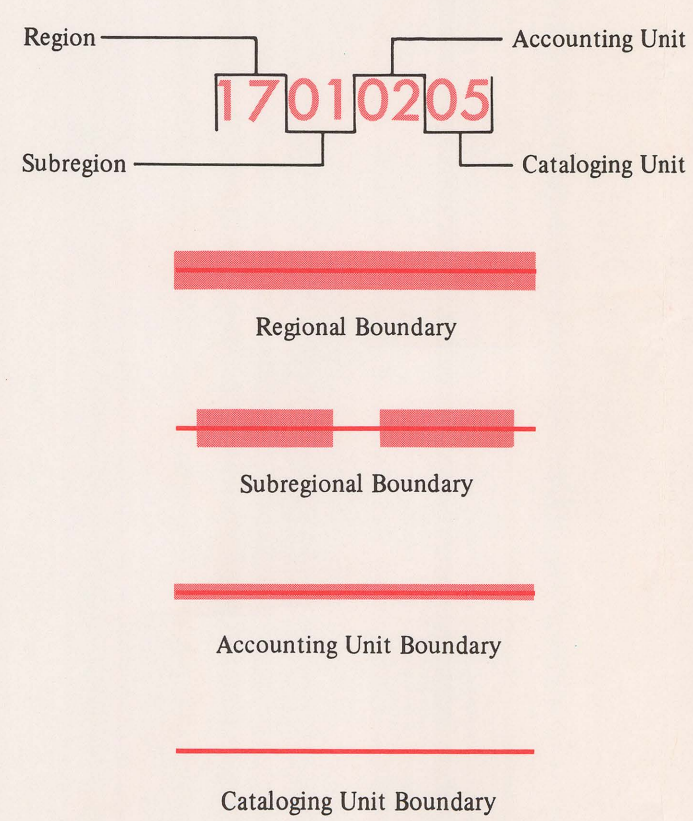 Region
Accounting Unit
17010205
Subregion
Cataloging Unit
Regional Boundary
Subregional Boundary
Accounting Unit Boundary
Cataloging Unit Boundary